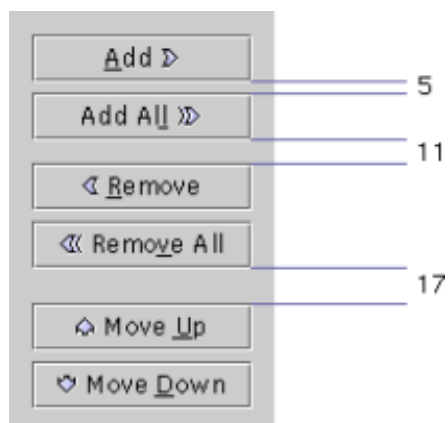 Add
5
Add All
11
Remove
Remove All
17
Move Up
Move Down